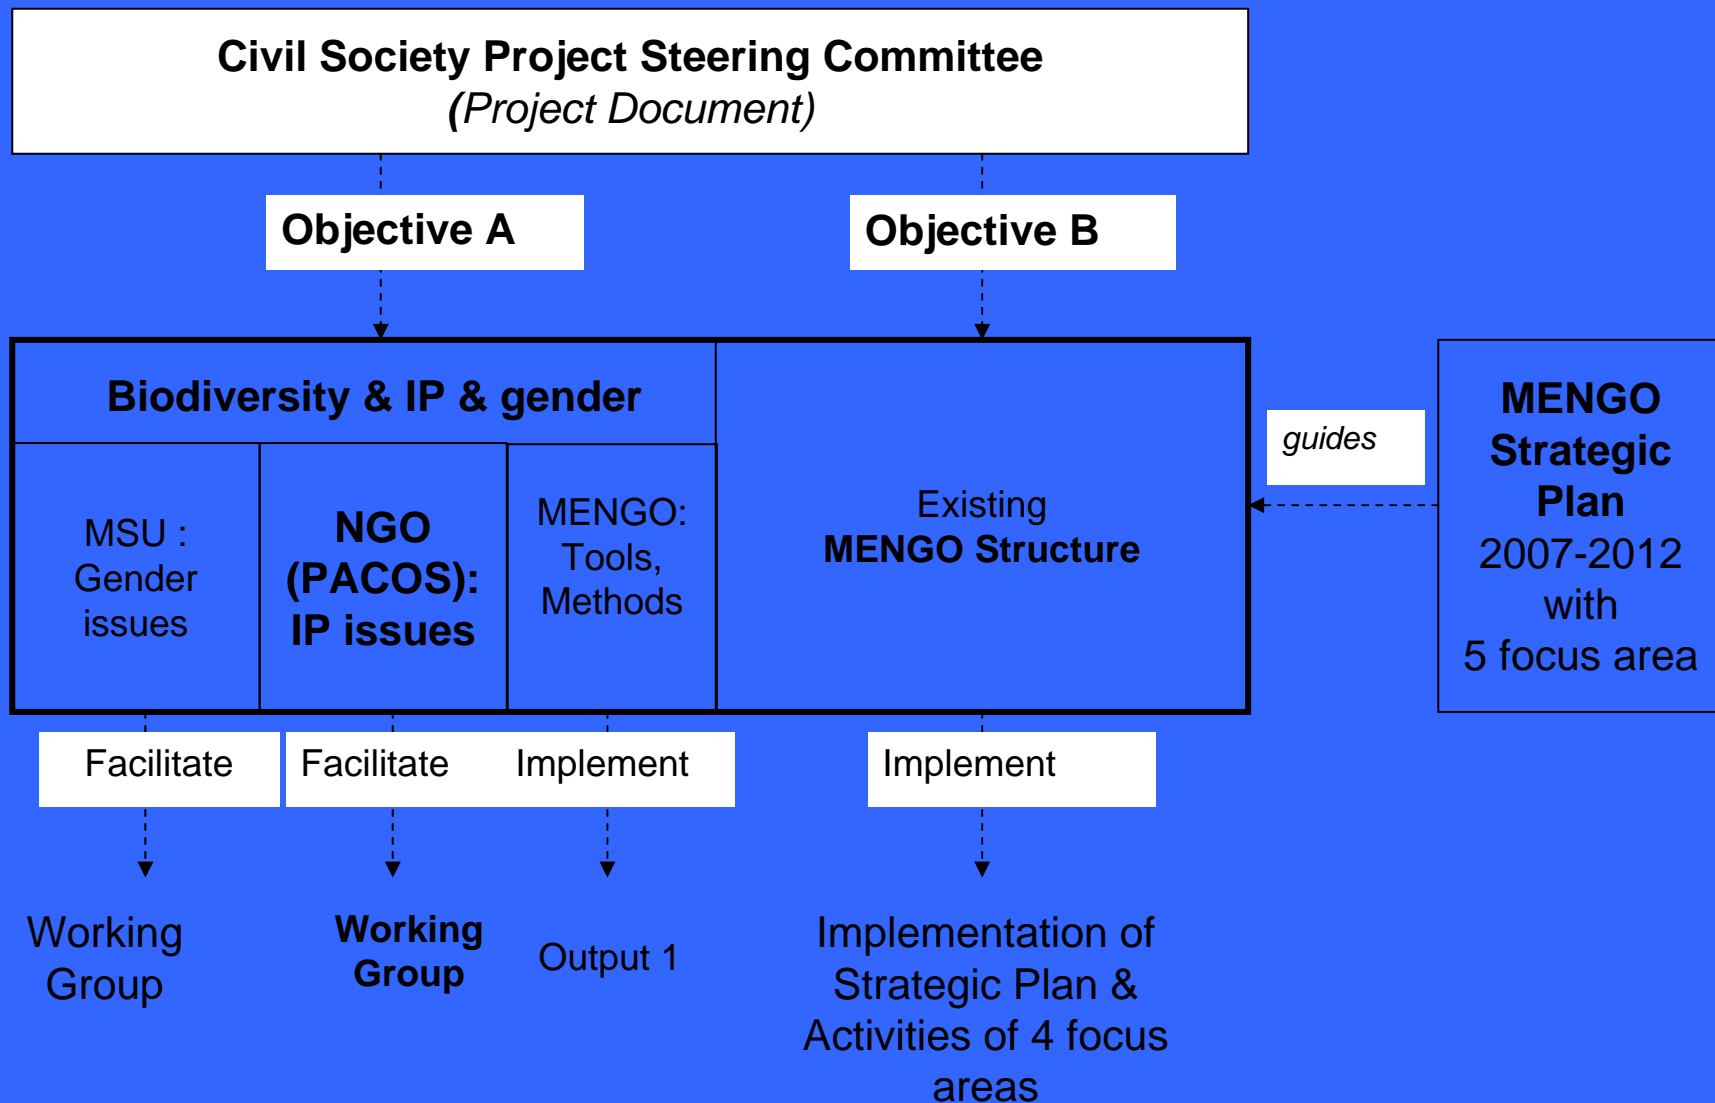 Civil Society Project Steering Committee
(Project Document)
Objective A
Objective B
Biodiversity & IP & gender
MSU :
Gender
issues
NGO
(PACOS):
IP issues
MENGO:
Tools,
Methods
Existing
MENGO Structure
guides
MENGO
Strategic
Plan
2007-2012
with
5 focus area
Facilitate
Facilitate
Implement
Implement
Working
Group
Working
Group
Output 1
Implementation of
Strategic Plan &
Activities of 4 focus
areas